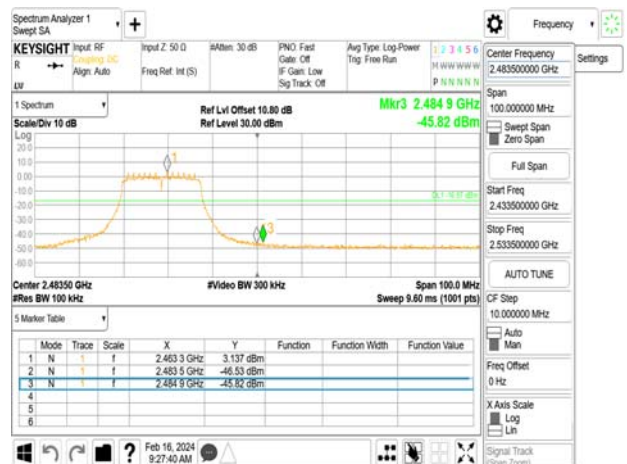 Spectrum Analyzer 1
Swept SA
Frequency
KEYSIGHT Input: RF Input Z: 50 Ω #Atten: 30 dB PNO: Fast Avg Type: Log-Power 1 2 3 4 5 6
R Coupling: DC Gate: Off Trig: Free Run M W W W W W
Align: Auto Freq Ref: Int (S) IF Gain: Low
Sig Track: Off P N N N N N
LW
1 Spectrum
Ref Lvl Offset 10.80 dB Mkr3 2.484 9 GHz
Scale/Div 10 dB Ref Level 30.00 dBm -45.82 dBm
Log
20.0
10.0
0.00
-10.0
-20.0
-30.0
-40.0
-50.0
-60.0
1
3
Center 2.48350 GHz #Video BW 300 kHz Span 100.0 MHz
#Res BW 100 kHz Sweep 9.60 ms (1001 pts)
5 Marker Table
Mode Trace Scale X Y Function Function Width Function Value
1 N 1 f 2.463 3 GHz 3.137 dBm
2 N 1 f 2.483 5 GHz -46.53 dBm
3 N 1 f 2.484 9 GHz -45.82 dBm
4
5
6
Feb 16, 2024
9:27:40 AM
Center Frequency
2.483500000 GHz
Settings
Span
100.000000 MHz
Swept Span
Zero Span
Full Span
Start Freq
2.433500000 GHz
Stop Freq
2.533500000 GHz
AUTO TUNE
CF Step
10.000000 MHz
Auto
Man
Freq Offset
0 Hz
X Axis Scale
Log
Lin
Signal Track
(Span Zoom)